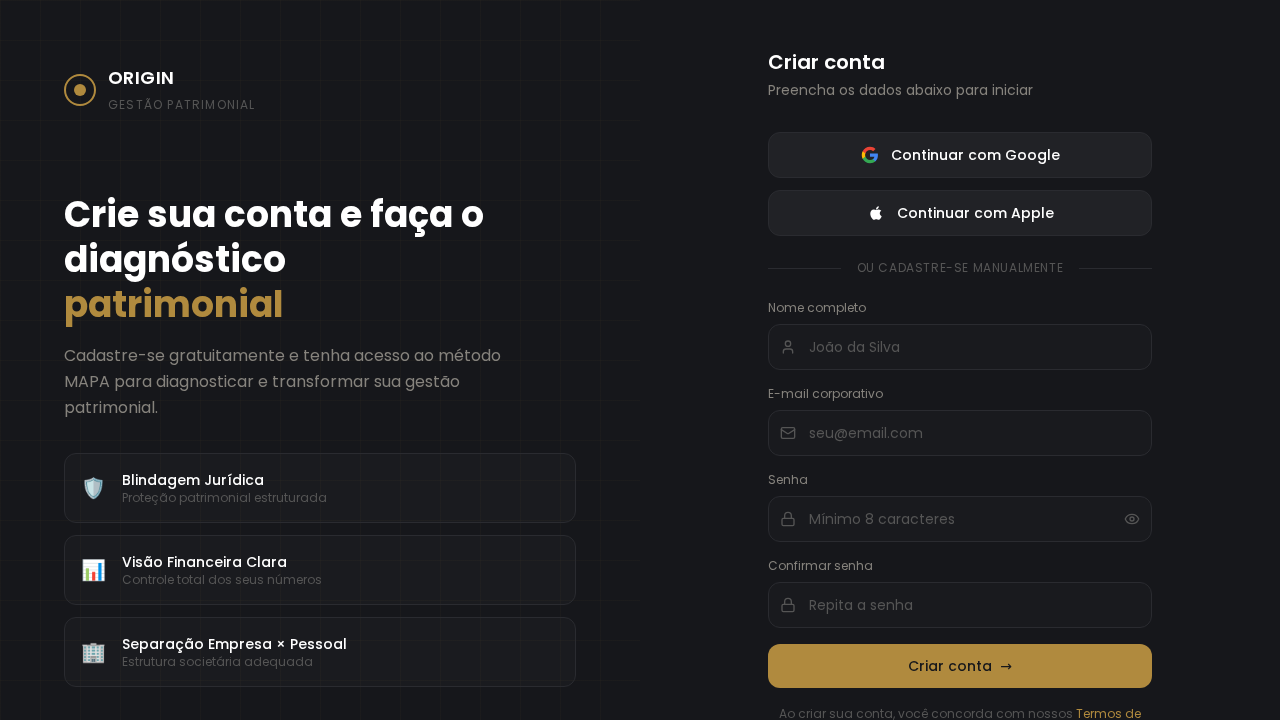 ORIGIN
GESTÃO PATRIMONIAL
Crie sua conta e faça o
diagnóstico
patrimonial
Cadastre-se gratuitamente e tenha acesso ao método
MAPA para diagnosticar e transformar sua gestão
patrimonial.
Blindagem Jurídica
Proteção patrimonial estruturada
Visão Financeira Clara
Controle total dos seus números
Separação Empresa × Pessoal
Estrutura societária adequada
Criar conta
Preencha os dados abaixo para iniciar
Continuar com Google
Continuar com Apple
OU CADASTRE-SE MANUALMENTE
Nome completo
João da Silva
E-mail corporativo
seu@email.com
Senha
Mínimo 8 caracteres
Confirmar senha
Repita a senha
Criar conta →
Ao criar sua conta, você concorda com nossos Termos de